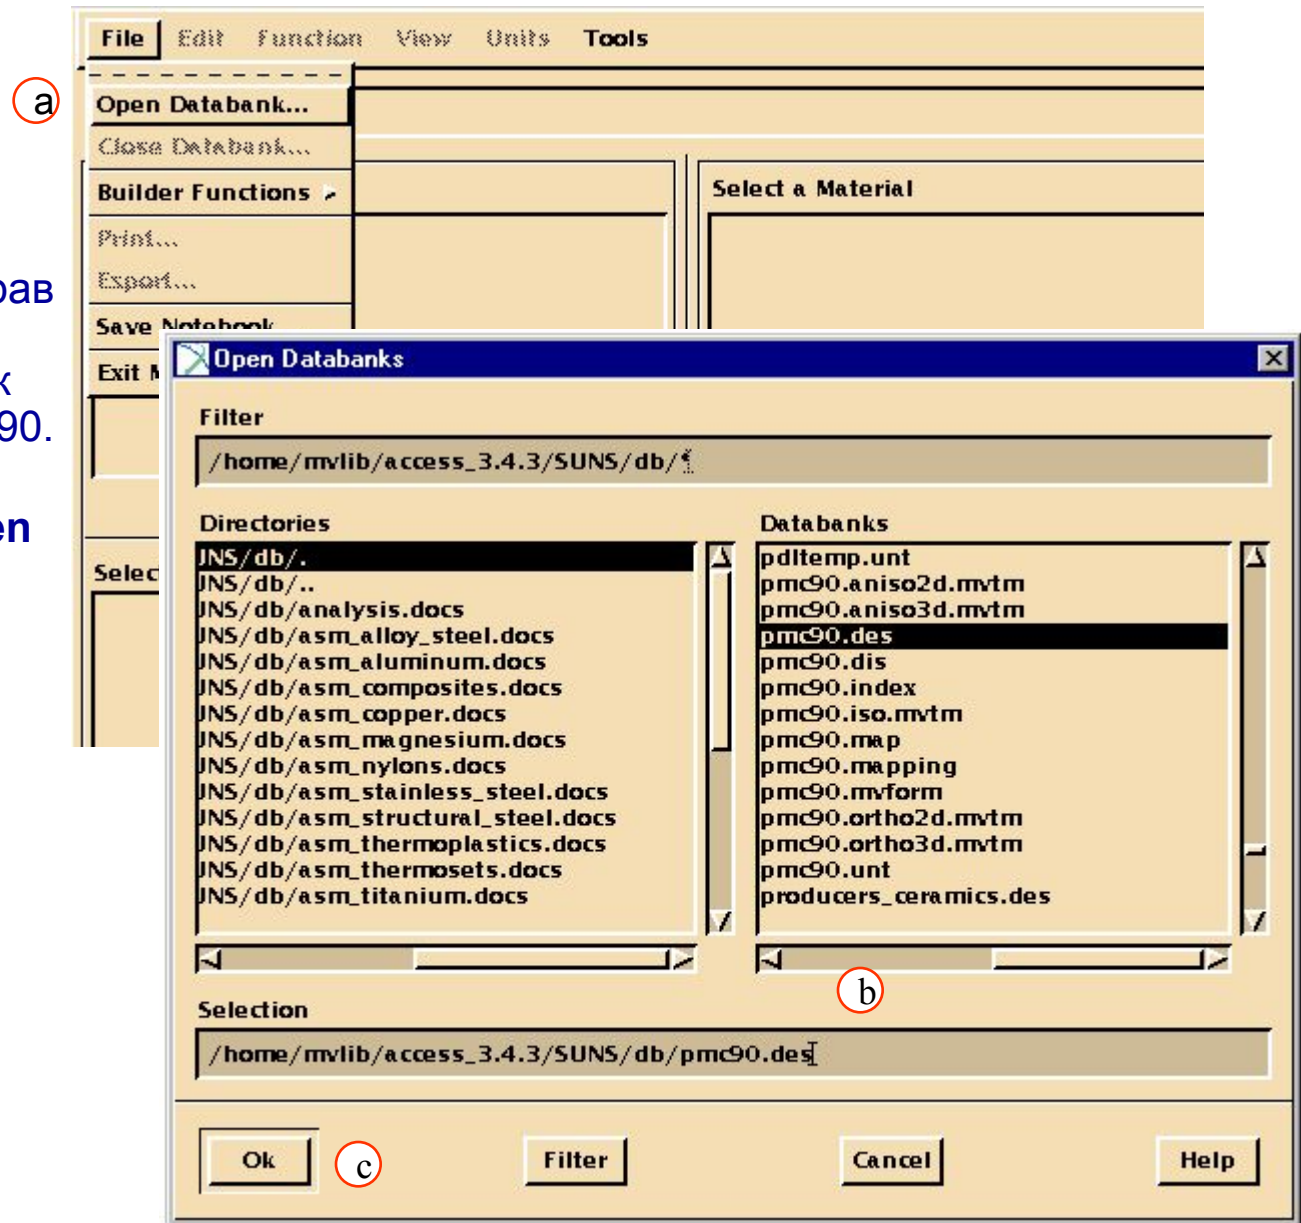 File Edit Function View Units Tools
a
Open Databank...
Close Databank...
Builder Functions
Select a Material
Print...
Export...
рав
Save Notebook
Exit
к
90.
en
Selec
Open Databanks
Filter
/home/mvlib/access_3.4.3/SUNS/db/
Directories
JNS/db/.
JNS/db/..
JNS/db/analysis.docs
JNS/db/asm_alloy_steel.docs
JNS/db/asm_aluminum.docs
JNS/db/asm_composites.docs
JNS/db/asm_copper.docs
JNS/db/asm_magnesium.docs
JNS/db/asm_nylons.docs
JNS/db/asm_stainless_steel.docs
JNS/db/asm_structural_steel.docs
JNS/db/asm_thermoplastics.docs
JNS/db/asm_thermosets.docs
JNS/db/asm_titanium.docs
Databanks
pdltemp.unt
pmc90.aniso2d.mvtm
pmc90.aniso3d.mvtm
pmc90.des
pmc90.dis
pmc90.index
pmc90.iso.mvtm
pmc90.map
pmc90.mapping
pmc90.mvform
pmc90.ortho2d.mvtm
pmc90.ortho3d.mvtm
pmc90.unt
producers_ceramics.des
b
Selection
/home/mvlib/access_3.4.3/SUNS/db/pmc90.des
Ok
c
Filter
Cancel
Help